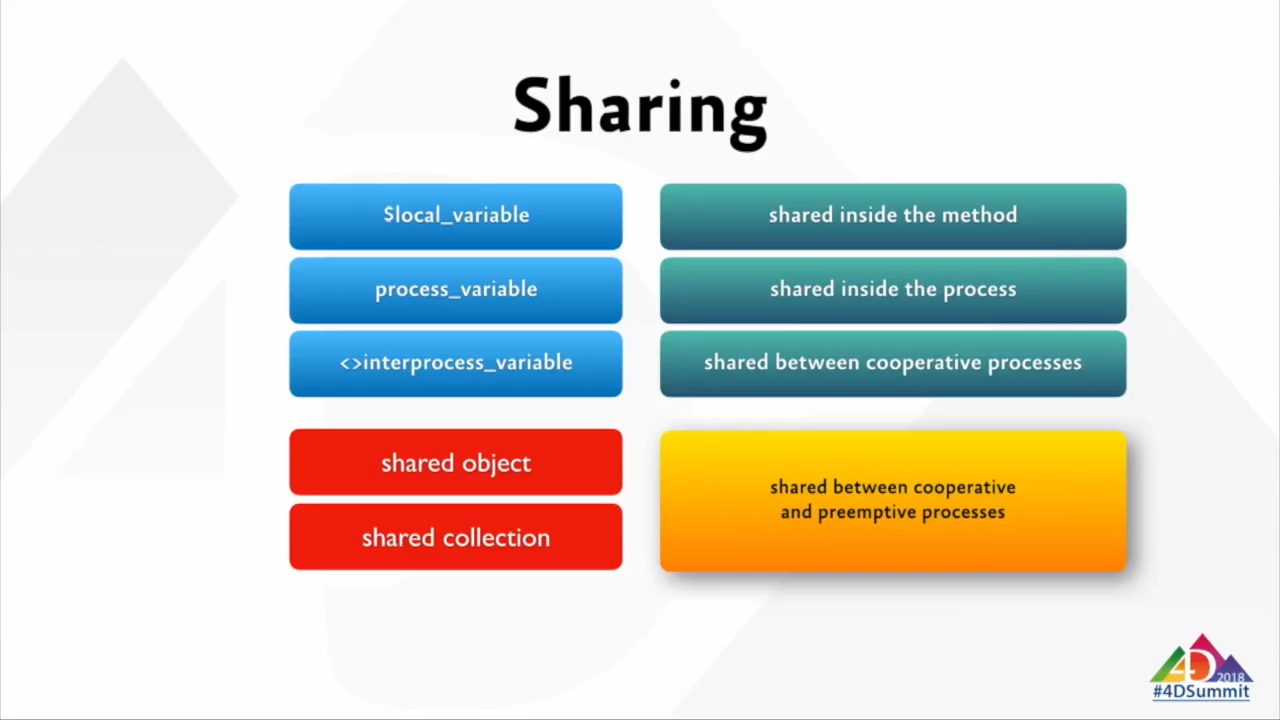 Sharing
$local_variable
shared inside the method
process_variable
shared inside the process
<>interprocess_variable
shared between cooperative processes
shared object
shared collection
shared between cooperative
and preemptive processes
4D
2018
#4DSummit